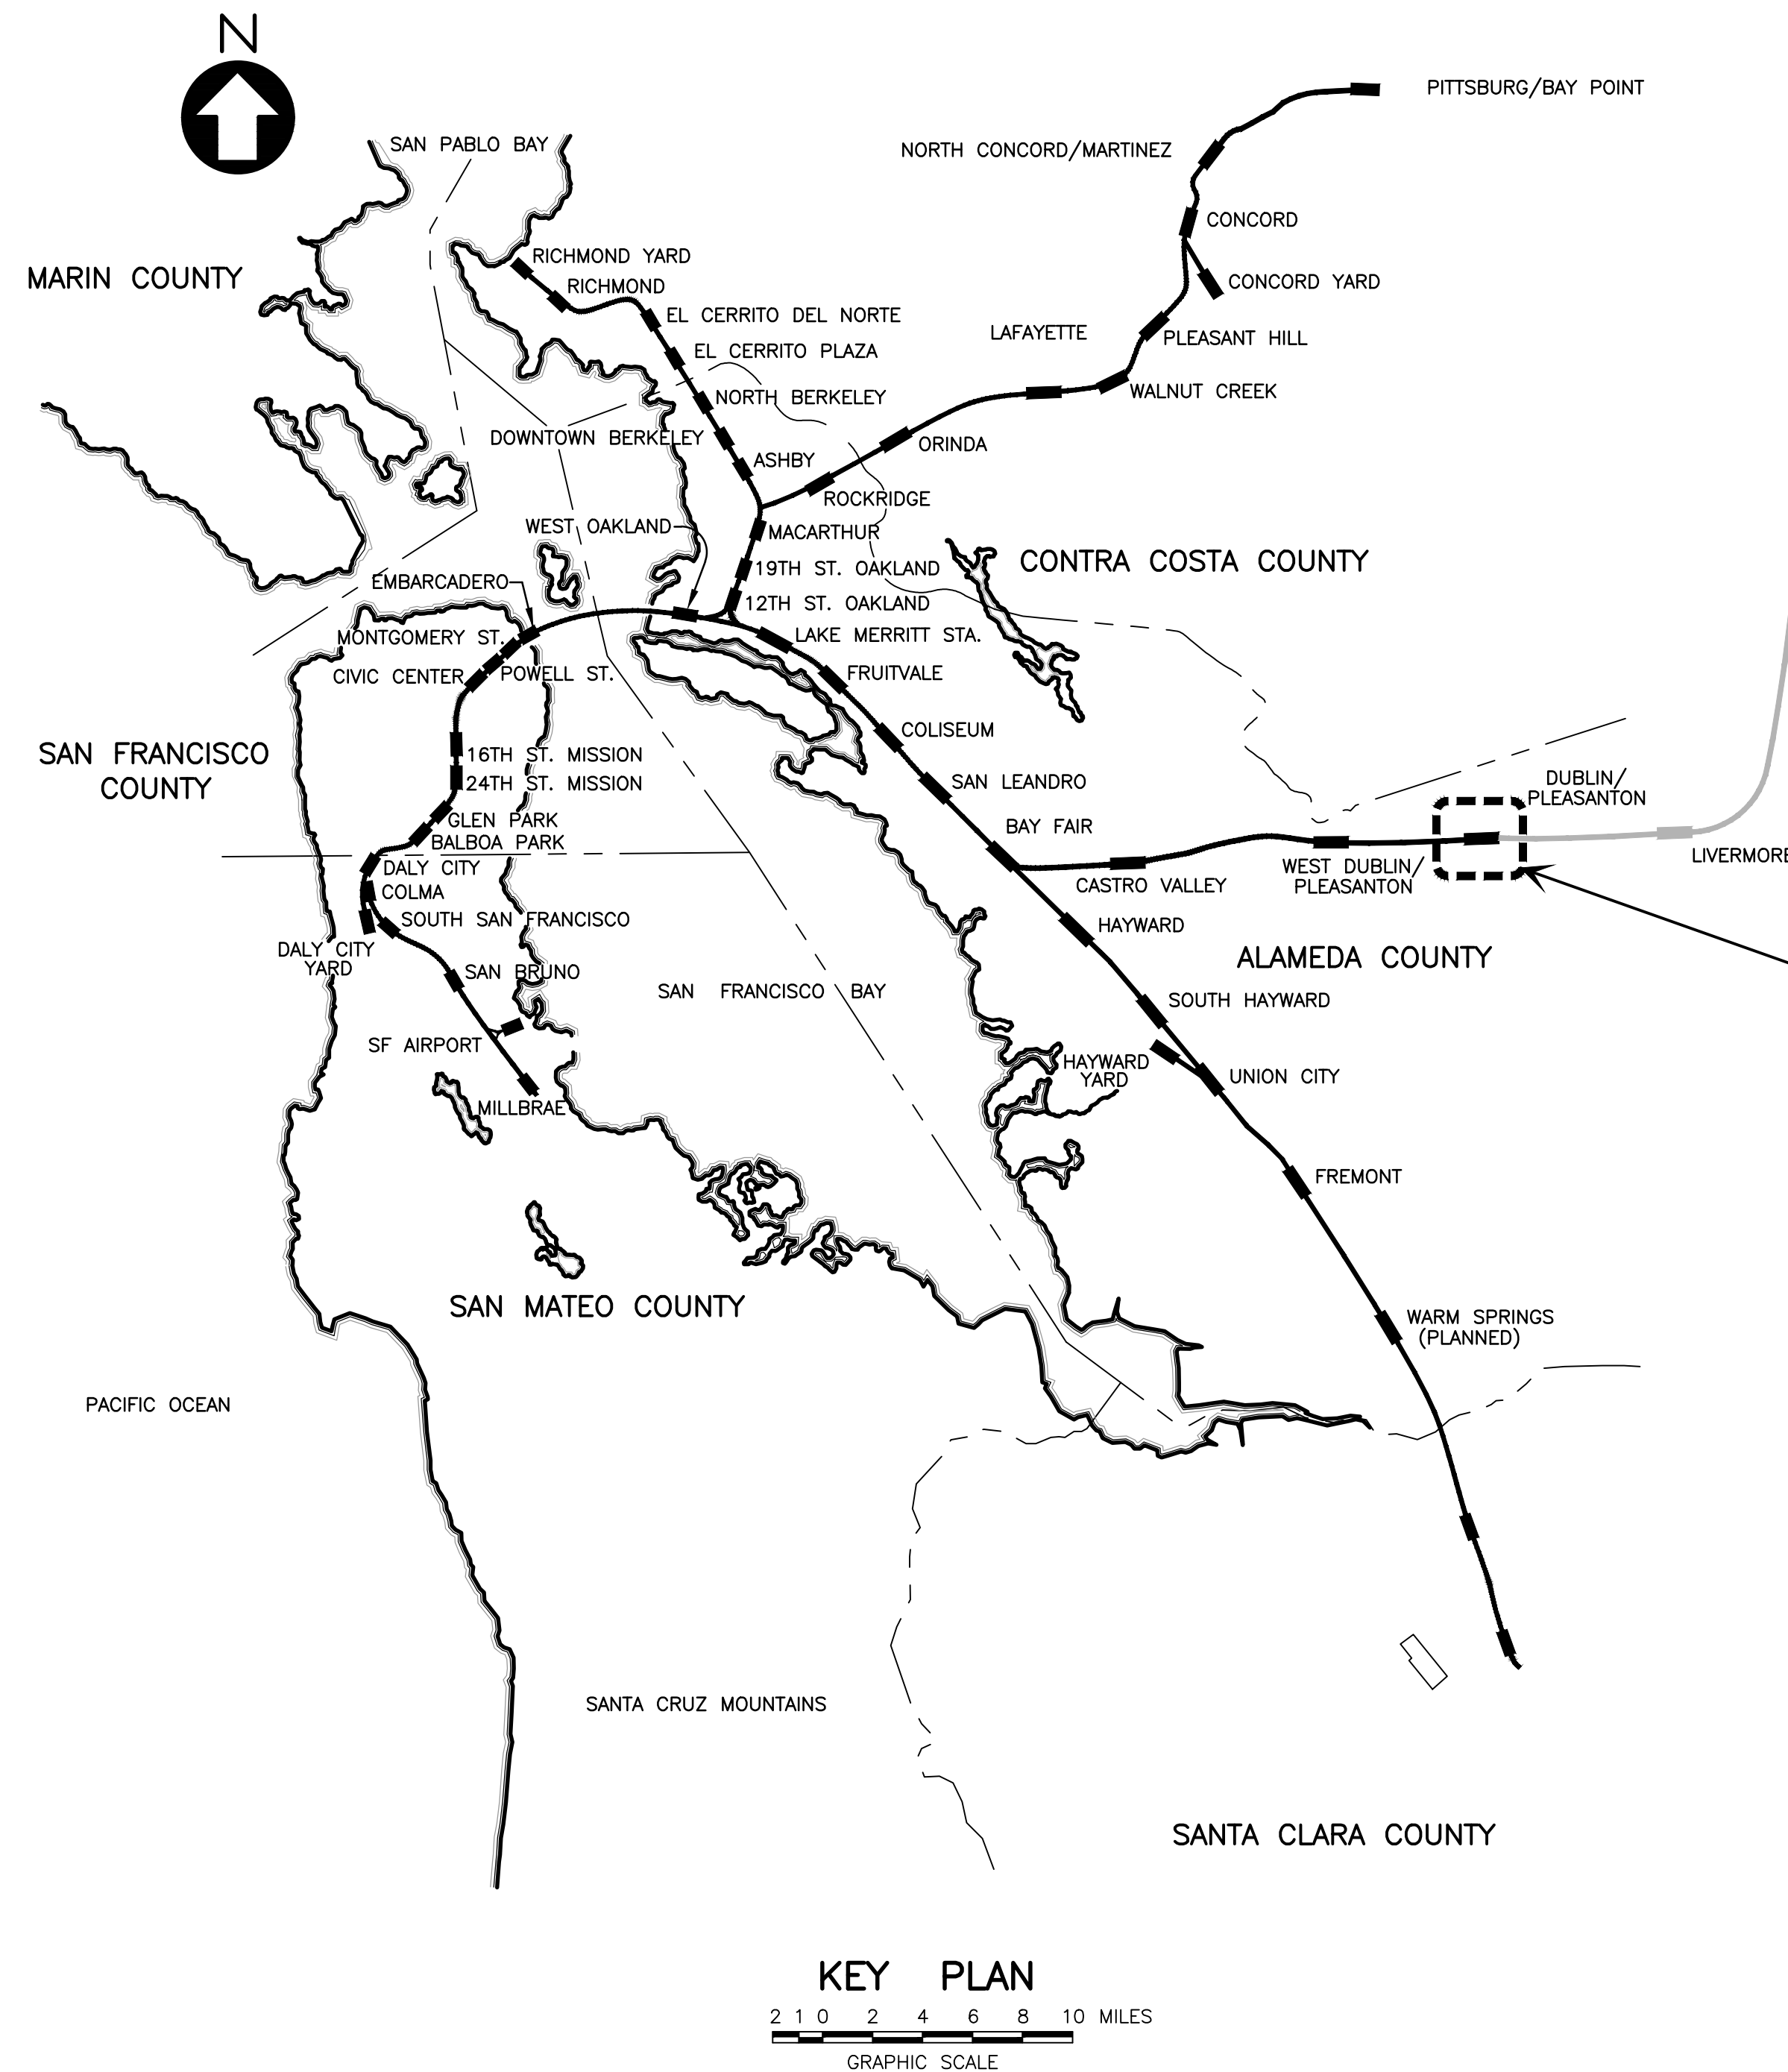 N
PITTSBURG/BAY POINT
SAN PABLO BAY
NORTH CONCORD/MARTINEZ
CONCORD
RICHMOND YARD
MARIN COUNTY
CONCORD YARD
RICHMOND
EL CERRITO DEL NORTE
LAFAYETTE
PLEASANT HILL
EL CERRITO PLAZA
WALNUT CREEK
NORTH BERKELEY
DOWNTOWN BERKELEY
ORINDA
ASHBY
ROCKRIDGE
WEST OAKLAND
MACARTHUR
CONTRA COSTA COUNTY
19TH ST. OAKLAND
EMBARCADERO
12TH ST. OAKLAND
MONTGOMERY ST.
LAKE MERRITT STA.
CIVIC CENTER
POWELL ST.
FRUITVALE
COLISEUM
SAN FRANCISCO
COUNTY
16TH ST. MISSION
24TH ST. MISSION
SAN LEANDRO
DUBLIN/
PLEASANTON
GLEN PARK
BAY FAIR
BALBOA PARK
LIVERMORE
DALY CITY
WEST DUBLIN/
PLEASANTON
CASTRO VALLEY
COLMA
SOUTH SAN FRANCISCO
HAYWARD
DALY CITY
YARD
ALAMEDA COUNTY
SAN BRUNO
SAN FRANCISCO BAY
SOUTH HAYWARD
SF AIRPORT
HAYWARD
YARD
UNION CITY
MILLBRAE
FREMONT
SAN MATEO COUNTY
WARM SPRINGS
(PLANNED)
PACIFIC OCEAN
SANTA CRUZ MOUNTAINS
SANTA CLARA COUNTY
KEY PLAN
2 1 0 2 4 6 8 10 MILES
GRAPHIC SCALE